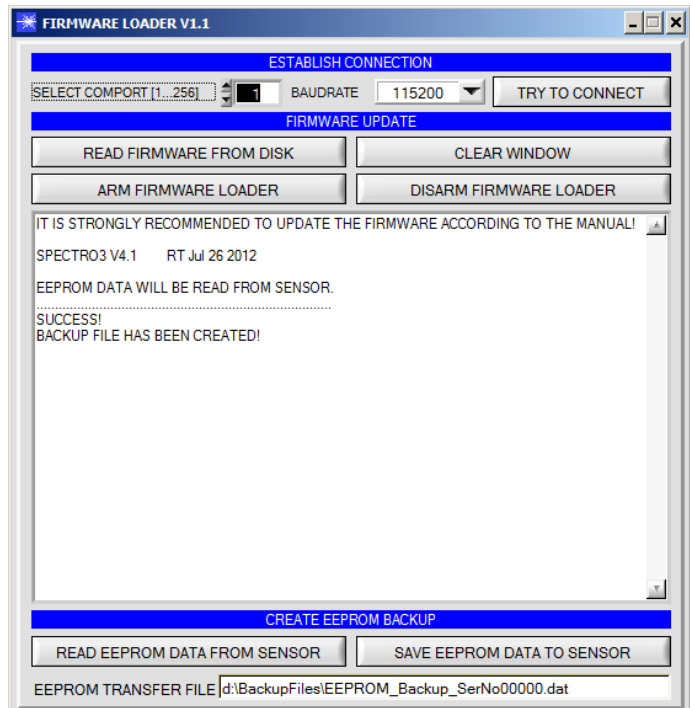 FIRMWARE LOADER V1.1
ESTABLISH CONNECTION
SELECT COMPORT [1...256] 1 BAUDRATE 115200 TRY TO CONNECT
FIRMWARE UPDATE
READ FIRMWARE FROM DISK CLEAR WINDOW
ARM FIRMWARE LOADER DISARM FIRMWARE LOADER
IT IS STRONGLY RECOMMENDED TO UPDATE THE FIRMWARE ACCORDING TO THE MANUAL!
SPECTRO3 V4.1 RT Jul 26 2012
EEPROM DATA WILL BE READ FROM SENSOR.
................................................................................
SUCCESS!
BACKUP FILE HAS BEEN CREATED!
CREATE EEPROM BACKUP
READ EEPROM DATA FROM SENSOR SAVE EEPROM DATA TO SENSOR
EEPROM TRANSFER FILE d:\BackupFiles\EEPROM_Backup_SerNo00000.dat